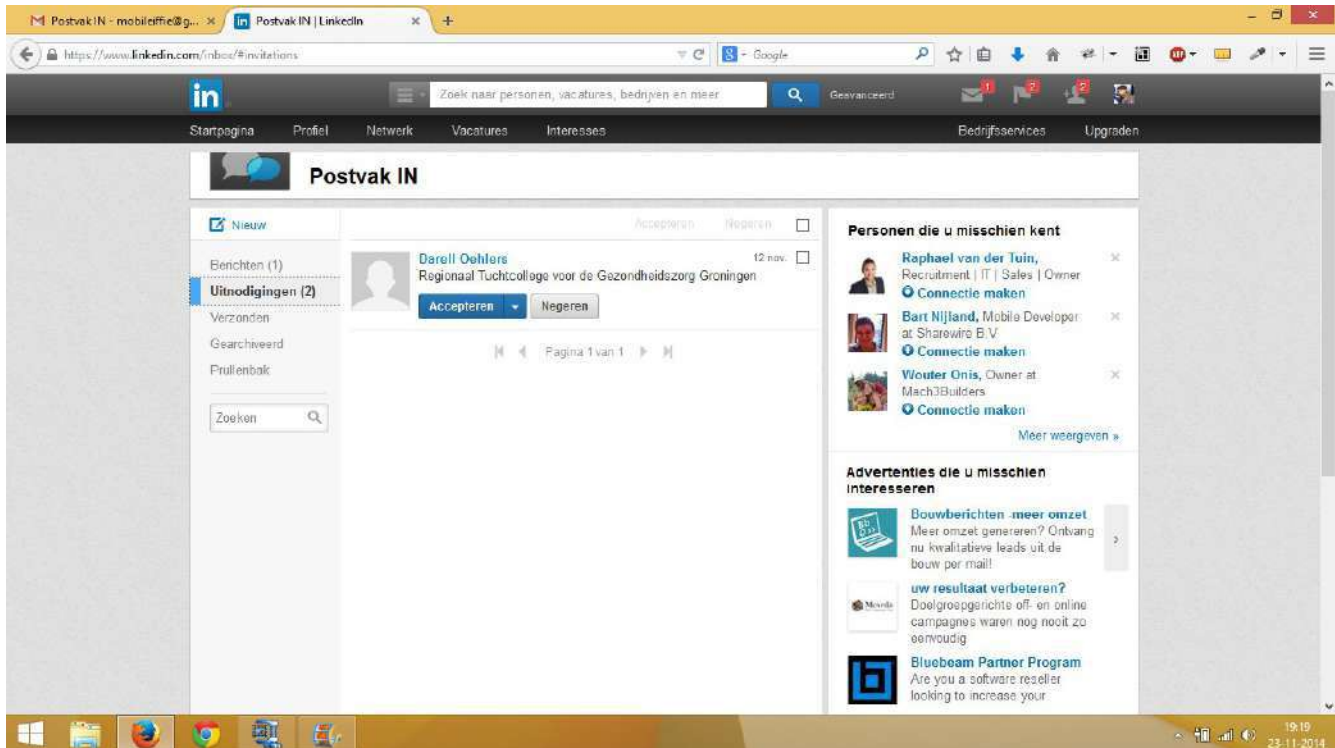 Postvak IN - mobileiffie@g...
Postvak IN | LinkedIn
https://www.linkedin.com/inbox/#invitations
Google
in
Zoek naar personen, vacatures, bedrijven en meer
Geavanceerd
1
2
2
Startpagina Profiel Netwerk Vacatures Interesses Bedrijfsservices Upgraden
Postvak IN
Nieuw
Berichten (1)
Uitnodigingen (2)
Verzonden
Gearchiveerd
Prullenbak
Zoeken
Accepteren Negeren
Darell Oehlers 12 nov.
Regionaal Tuchtcollege voor de Gezondheidszorg Groningen
Accepteren Negeren
Pagina 1 van 1
Personen die u misschien kent
Raphael van der Tuin,
Recruitment | IT | Sales | Owner
Connectie maken
Bart Nijland, Mobile Developer
at Sharewire B.V
Connectie maken
Wouter Onis, Owner at
Mach3Builders
Connectie maken
Meer weergeven »
Advertenties die u misschien
interesseren
Bouwberichten -meer omzet
Meer omzet genereren? Ontvang
nu kwalitatieve leads uit de
bouw per mail!
uw resultaat verbeteren?
Doelgroepgerichte off- en online
campagnes waren nog nooit zo
eenvoudig
Bluebeam Partner Program
Are you a software reseller
looking to increase your
19:19
23-11-2014